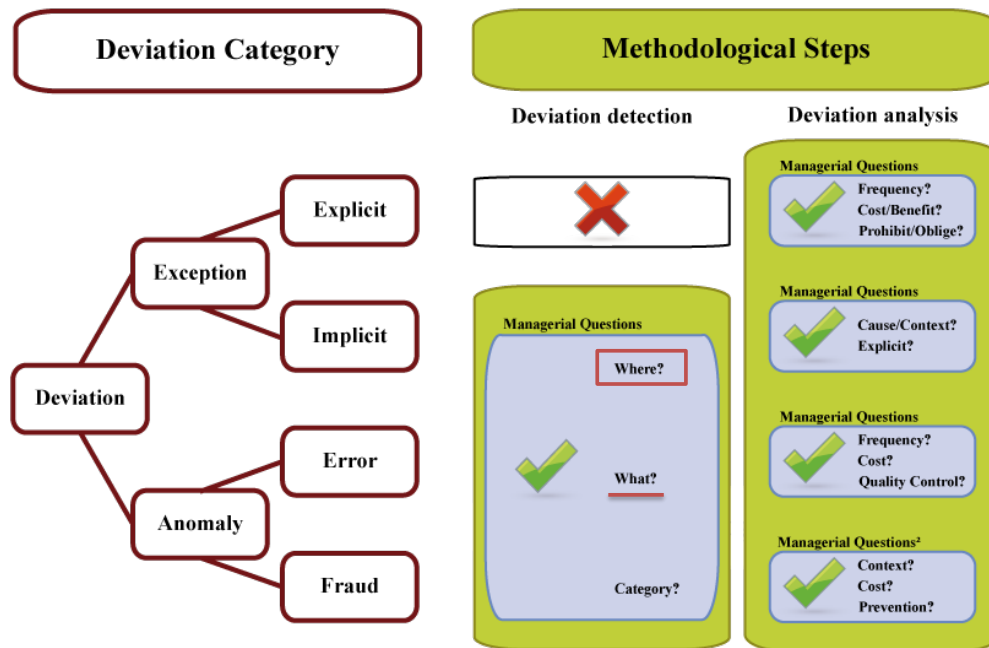 Deviation Category
Methodological Steps
Deviation detection
Deviation analysis
Deviation
Exception
Anomaly
Explicit
Implicit
Error
Fraud
Managerial Questions
Where?
What?
Category?
Managerial Questions
Frequency?
Cost/Benefit?
Prohibit/Oblige?
Managerial Questions
Cause/Context?
Explicit?
Managerial Questions
Frequency?
Cost?
Quality Control?
Managerial Questions²
Context?
Cost?
Prevention?